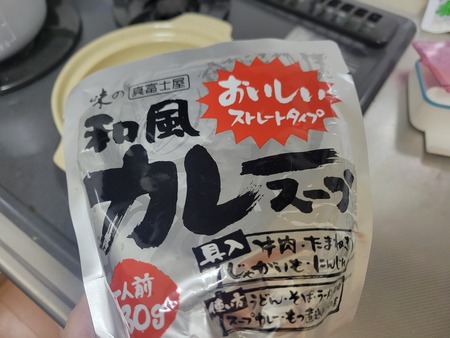 味の 真富士屋
おいしい
ストレートタイプ
和風
カレースープ
具入 牛肉・たまねぎ
じゃがいも・にんじん
使い方 うどん・そば・ラーメン
スープカレー・もつ
一人前